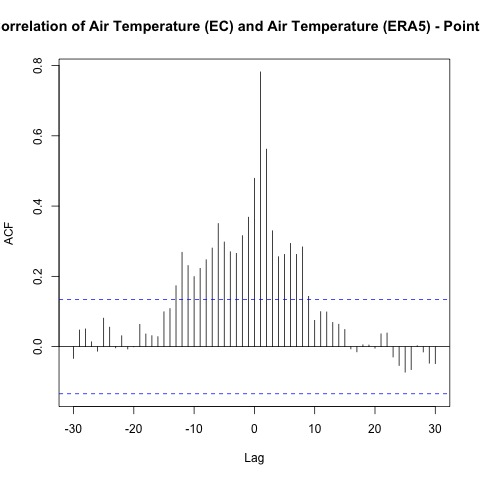 orrelation of Air Temperature (EC) and Air Temperature (ERA5) - Point
ACF
0.8
0.6
0.4
0.2
0.0
-30 -20 -10 0 10 20 30
Lag